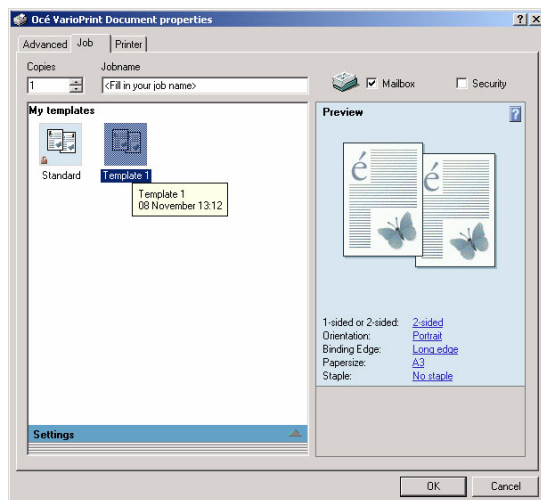 Océ VarioPrint Document properties
Advanced Job Printer
Copies Jobname
1 <Fill in your job name> Mailbox Security
My templates
Standard Template 1
Template 1
08 November 13:12
Settings
Preview
é
é
1-sided or 2-sided: 2-sided
Orientation: Portrait
Binding Edge: Long edge
Papersize: A3
Staple: No staple
OK Cancel